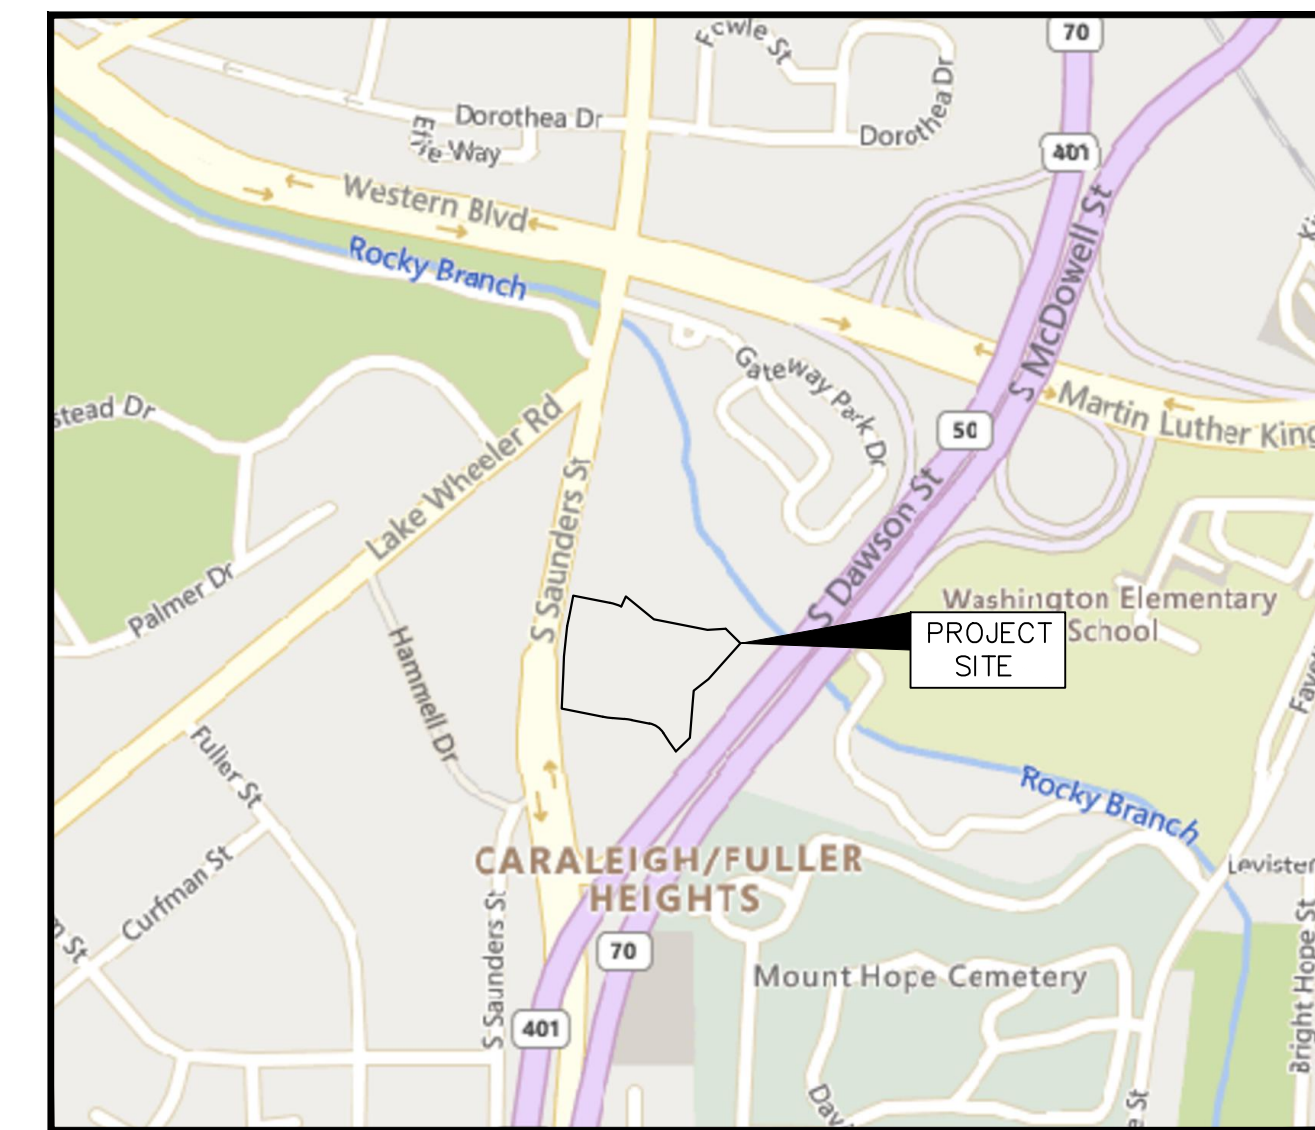 70
Fowle St
Dorothea Dr
Dorothea Dr
Effie Way
401
Western Blvd
S McDowell St
Rocky Branch
Gateway Park Dr
50
Martin Luther King
stead Dr
Lake Wheeler Rd
S Saunders St
S Dawson St
Palmer Dr
Washington Elementary
School
PROJECT
SITE
Hammell Dr
Fuller St
Rocky Branch
CARALEIGH/FULLER
HEIGHTS
Curfman St
Levister
S Saunders St
70
Mount Hope Cemetery
Bright Hope St
401